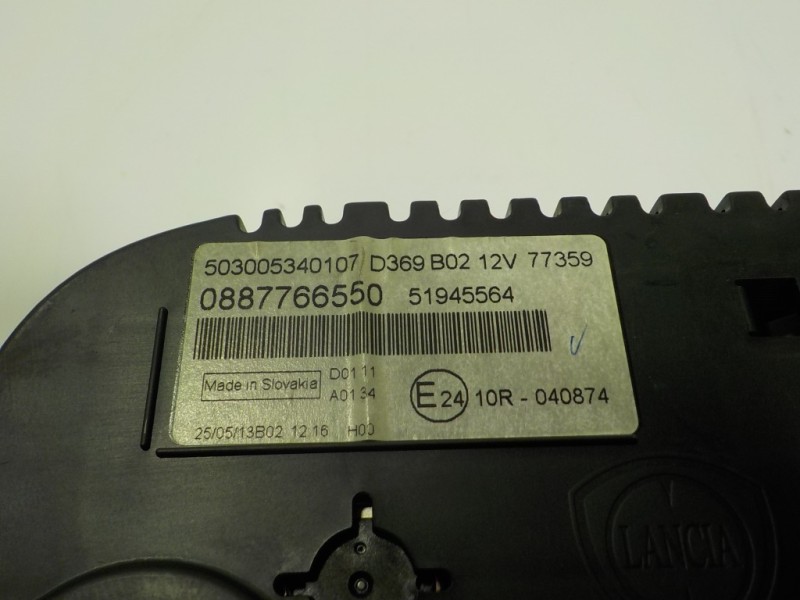 503005340107 D369 B02 12V 77359
0887766550 51945564
Made in Slovakia D01 11
A01 34
E24 10R - 040874
25/05/13B02 12:16 H00
LANCIA